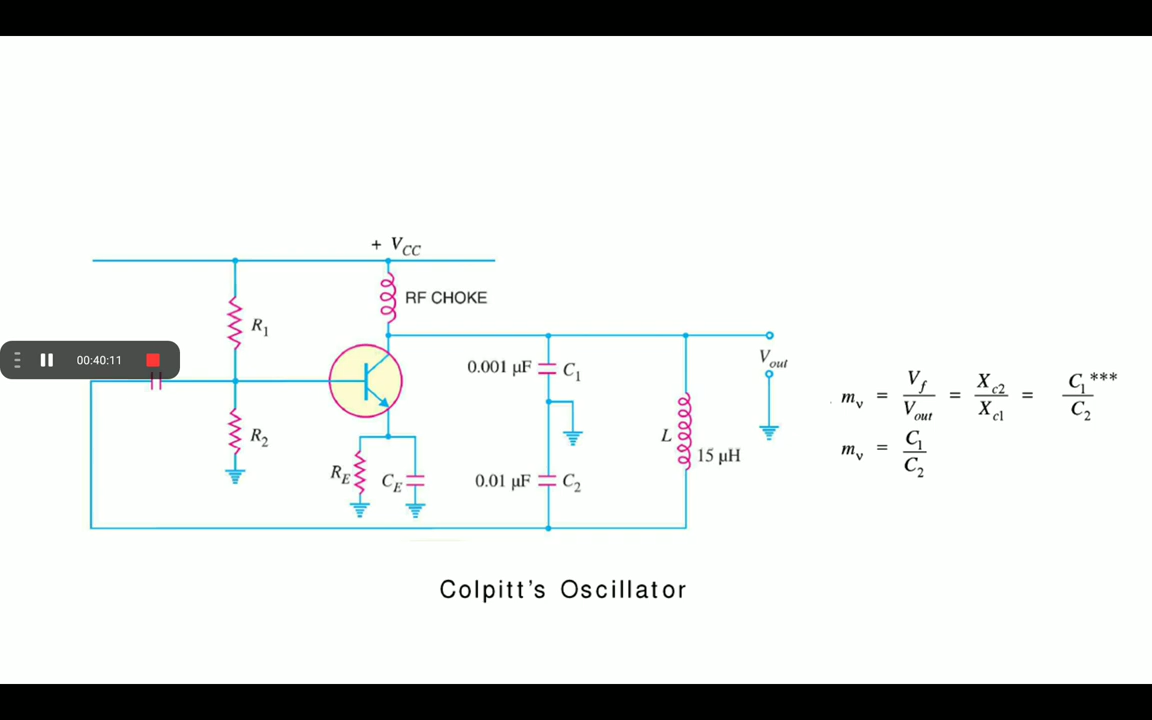 + VCC
RF CHOKE
R1
00:40:11
0.001 μF C1
Vout
mv = Vf / Vout = Xc2 / Xc1 = C1*** / C2
R2
L
15 μH
mv = C1 / C2
RE
CE
0.01 μF C2
Colpitt's Oscillator